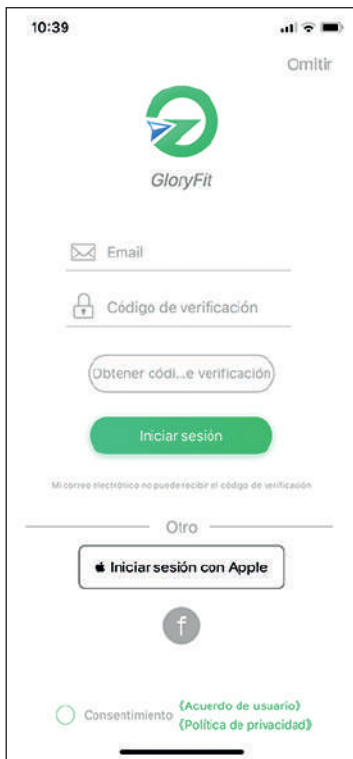 10:39
Omitir
GloryFit
Email
Código de verificación
Obtener códi...e verificación
Iniciar sesión
Mi correo electrónico no puede recibir el código de verificación
Otro
Iniciar sesión con Apple
f
Consentimiento 《Acuerdo de usuario》
《Política de privacidad》